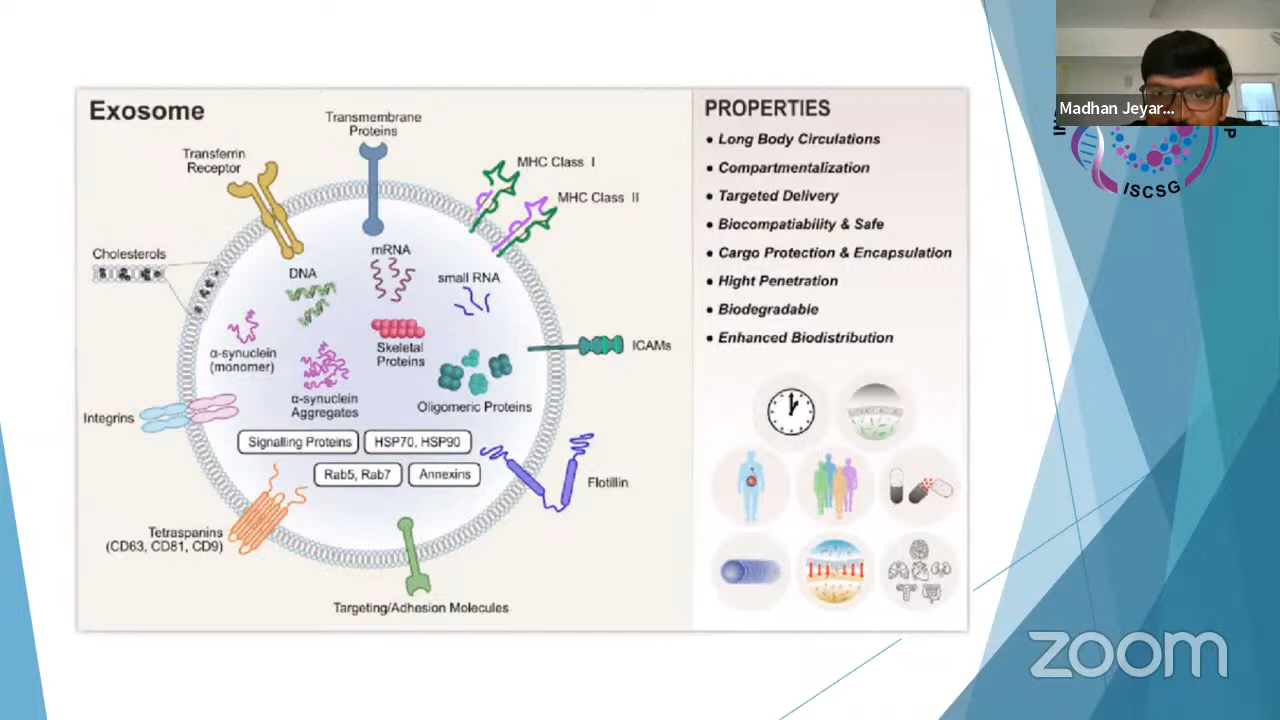 Exosome
Transmembrane
Proteins
Transferrin
Receptor
MHC Class I
MHC Class II
Cholesterols
DNA
mRNA
small RNA
α-synuclein
(monomer)
α-synuclein
Aggregates
Skeletal
Proteins
Oligomeric Proteins
ICAMs
Integrins
Signalling Proteins
HSP70, HSP90
Rab5, Rab7
Annexins
Flotillin
Tetraspanins
(CD63, CD81, CD9)
Targeting/Adhesion Molecules
PROPERTIES
• Long Body Circulations
• Compartmentalization
• Targeted Delivery
• Biocompatiability & Safe
• Cargo Protection & Encapsulation
• Hight Penetration
• Biodegradable
• Enhanced Biodistribution
Madhan Jeyar...
ISCSG
zoom